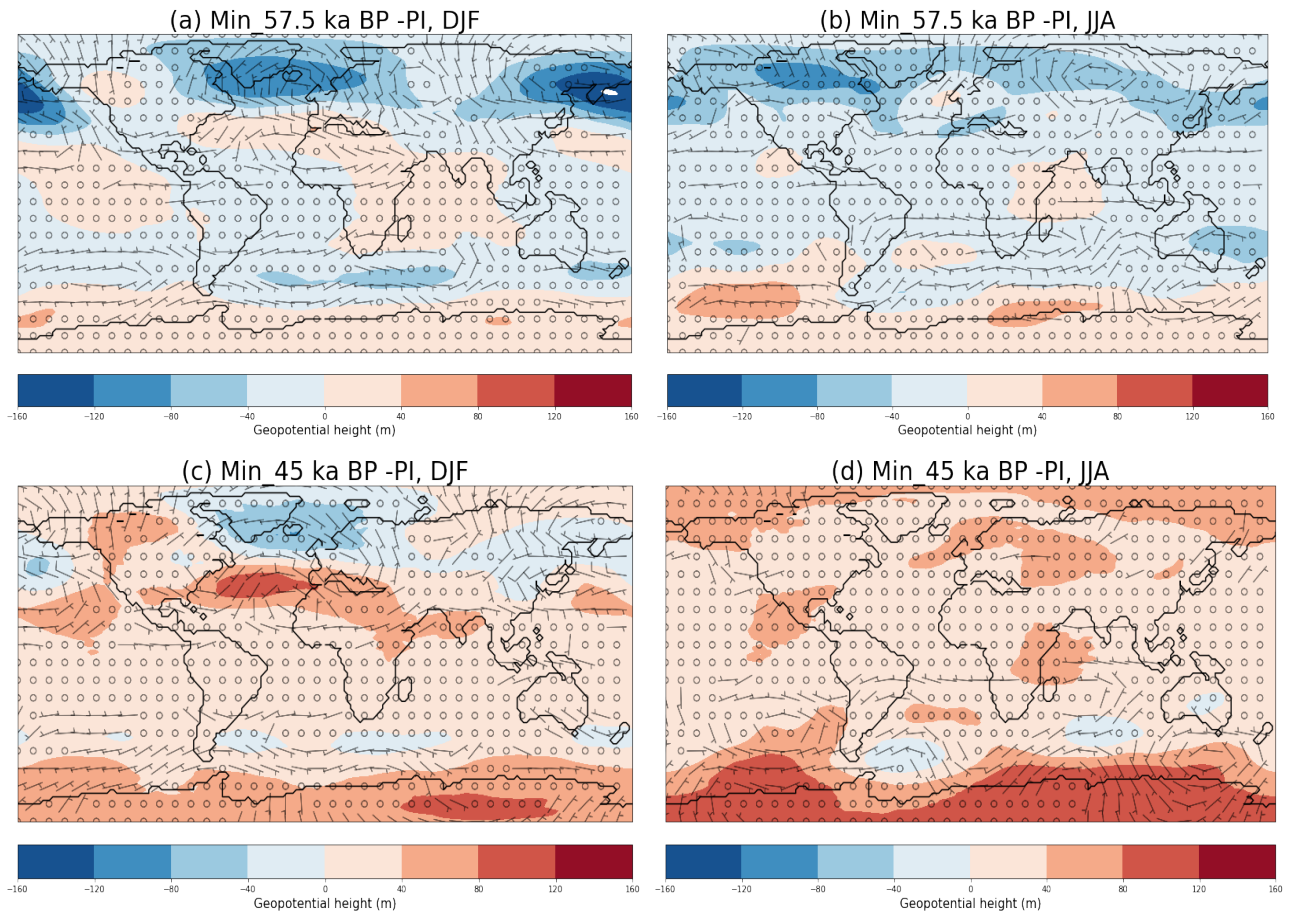 (a) Min_57.5 ka BP -PI, DJF
(b) Min_57.5 ka BP -PI, JJA
−160 −120 −80 −40 0 40 80 120 160
Geopotential height (m)
−160 −120 −80 −40 0 40 80 120 160
Geopotential height (m)
(c) Min_45 ka BP -PI, DJF
(d) Min_45 ka BP -PI, JJA
−160 −120 −80 −40 0 40 80 120 160
Geopotential height (m)
−160 −120 −80 −40 0 40 80 120 160
Geopotential height (m)